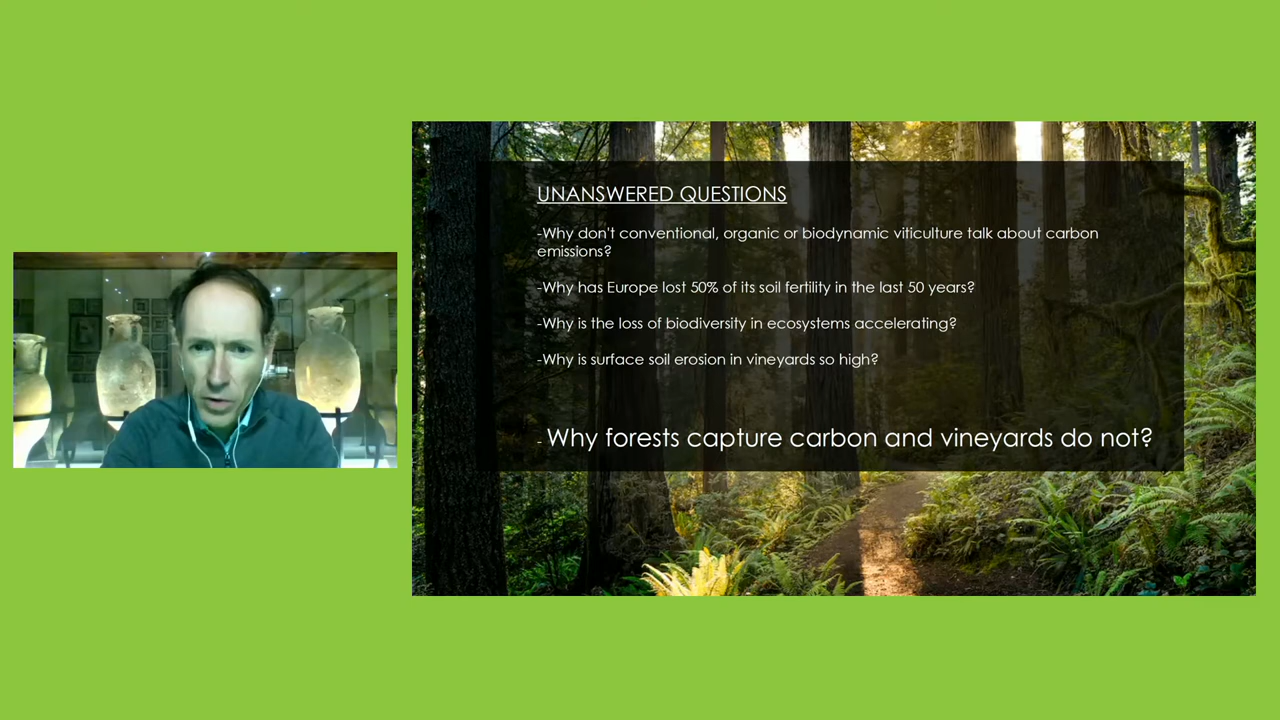 UNANSWERED QUESTIONS
-Why don't conventional, organic or biodynamic viticulture talk about carbon
emissions?
-Why has Europe lost 50% of its soil fertility in the last 50 years?
-Why is the loss of biodiversity in ecosystems accelerating?
-Why is surface soil erosion in vineyards so high?
- Why forests capture carbon and vineyards do not?